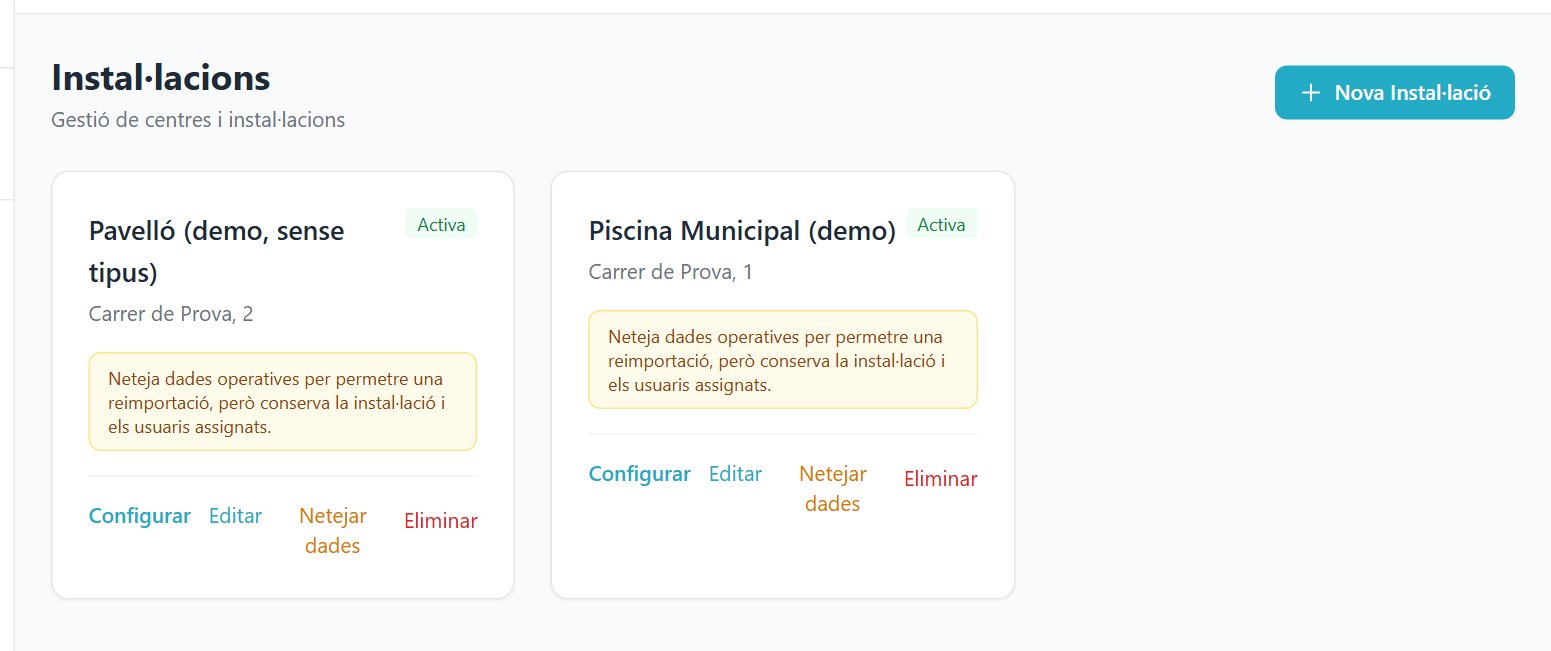 Instal·lacions
Gestió de centres i instal·lacions
+ Nova Instal·lació
Pavelló (demo, sense
tipus)
Activa
Carrer de Prova, 2
Neteja dades operatives per permetre una
reimportació, però conserva la instal·lació i
els usuaris assignats.
Configurar
Editar
Netejar
dades
Eliminar
Piscina Municipal (demo)
Activa
Carrer de Prova, 1
Neteja dades operatives per permetre una
reimportació, però conserva la instal·lació i
els usuaris assignats.
Configurar
Editar
Netejar
dades
Eliminar